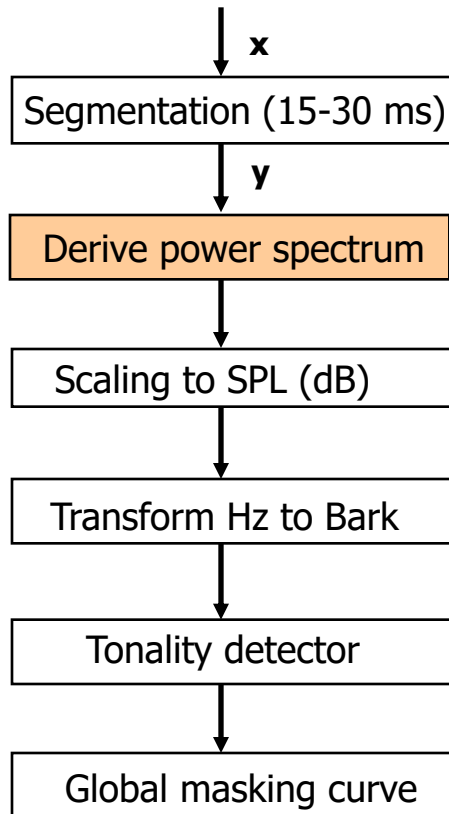 x
Segmentation (15-30 ms)
y
Derive power spectrum
Scaling to SPL (dB)
Transform Hz to Bark
Tonality detector
Global masking curve